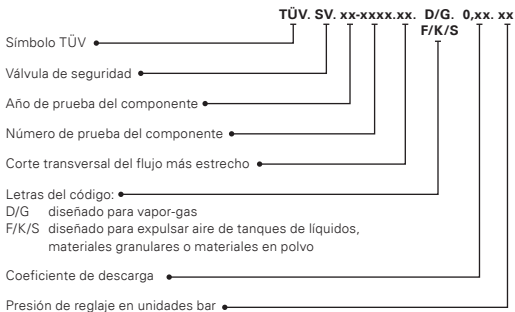 TÜV. SV. xx-xxxx.xx. D/G. 0,xx. xx
F/K/S
Símbolo TÜV
Válvula de seguridad
Año de prueba del componente
Número de prueba del componente
Corte transversal del flujo más estrecho
Letras del código:
D/G diseñado para vapor-gas
F/K/S diseñado para expulsar aire de tanques de líquidos,
materiales granulares o materiales en polvo
Coeficiente de descarga
Presión de reglaje en unidades bar